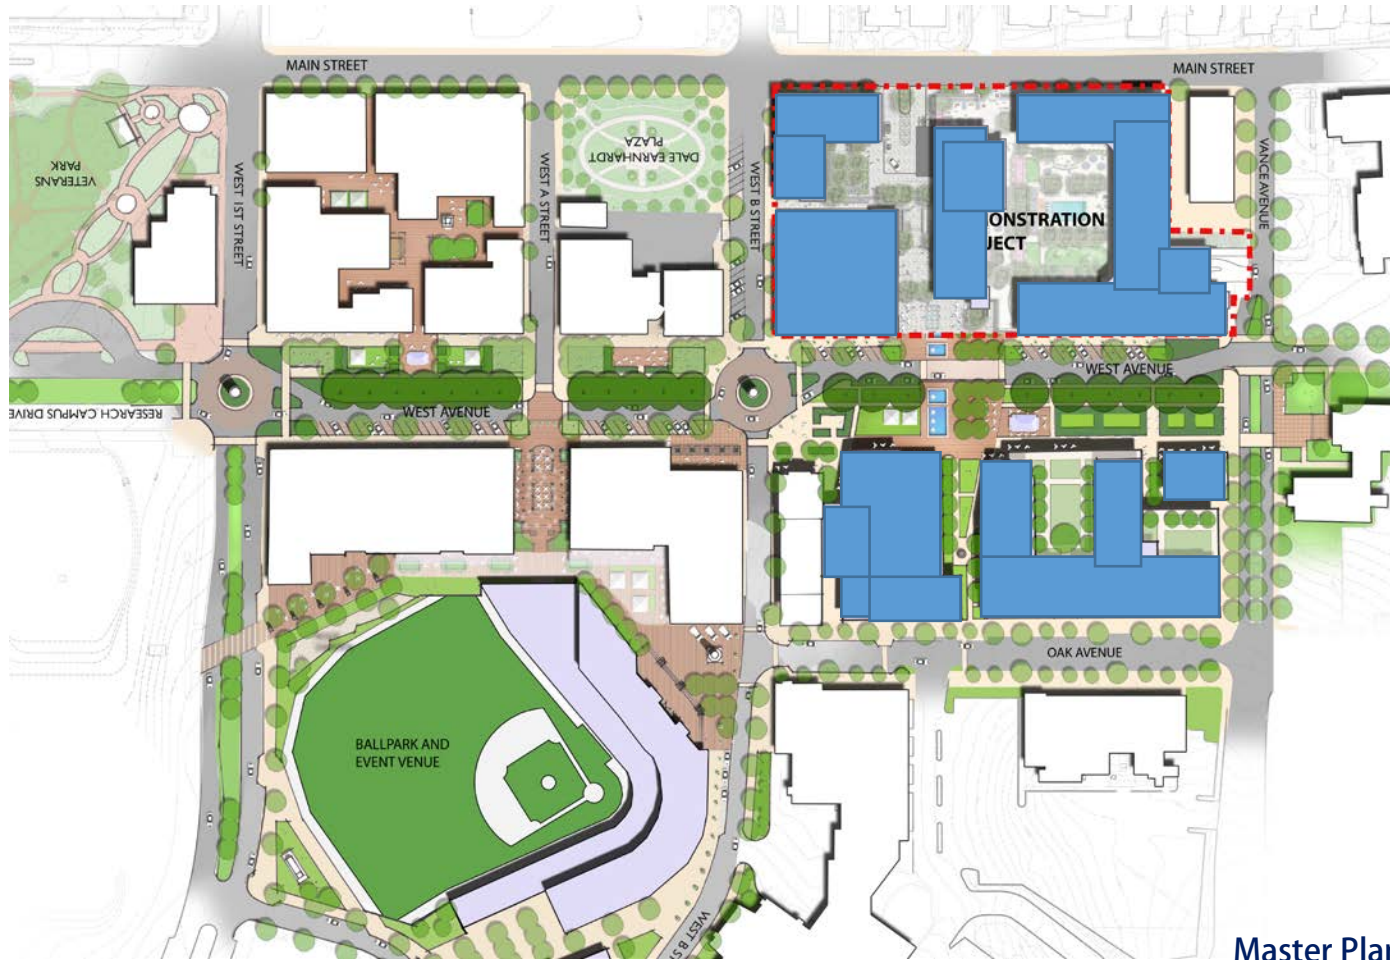 MAIN STREET
MAIN STREET
VETERANS
PARK
WEST 1ST STREET
WEST A STREET
DALE EARNHARDT
PLAZA
WEST B STREET
VANCE AVENUE
ONSTRATION
JECT
RESEARCH CAMPUS DRIVE
WEST AVENUE
WEST AVENUE
OAK AVENUE
BALLPARK AND
EVENT VENUE
WEST B ST
Master Plan